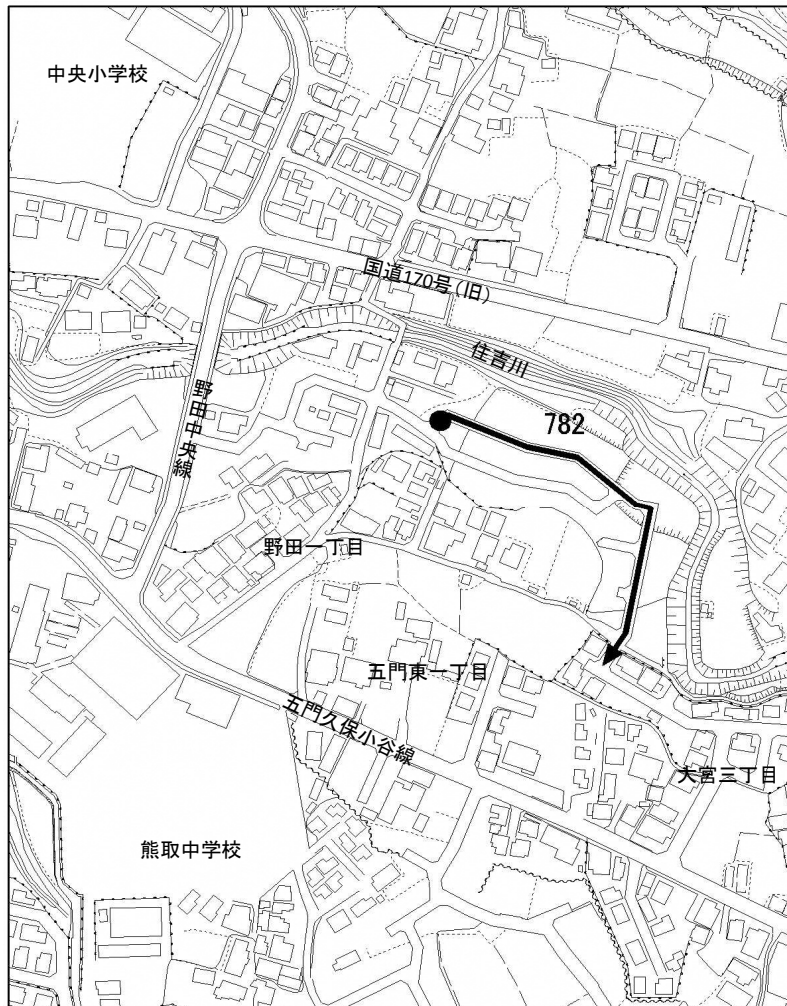 中央小学校
国道170号(旧)
住吉川
野田中央線
782
野田一丁目
五門東一丁目
五門久保小谷線
大宮三丁目
熊取中学校